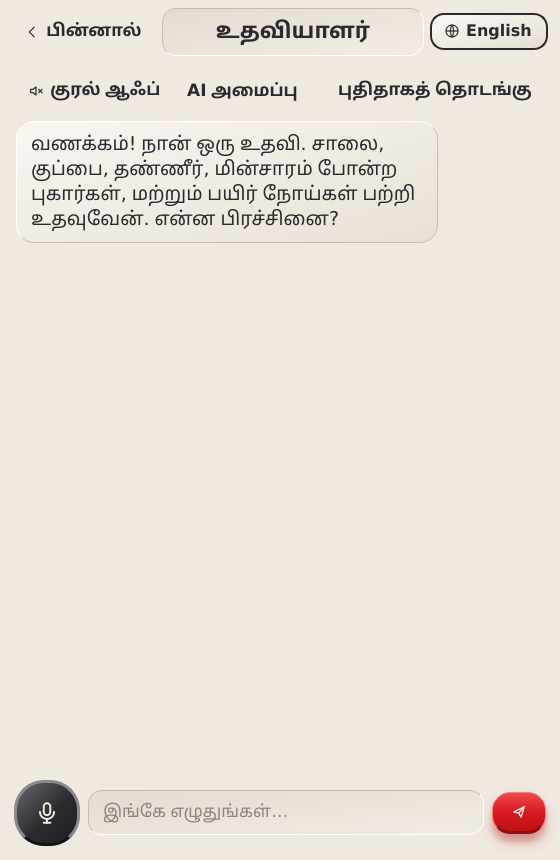 பின்னால்
உதவியாளர்
English
குரல் ஆஃப்
AI அமைப்பு
புதிதாகத் தொடங்கு
வணக்கம்! நான் ஒரு உதவி. சாலை,
குப்பை, தண்ணீர், மின்சாரம் போன்ற
புகார்கள், மற்றும் பயிர் நோய்கள் பற்றி
உதவுவேன். என்ன பிரச்சினை?
இங்கே எழுதுங்கள்...